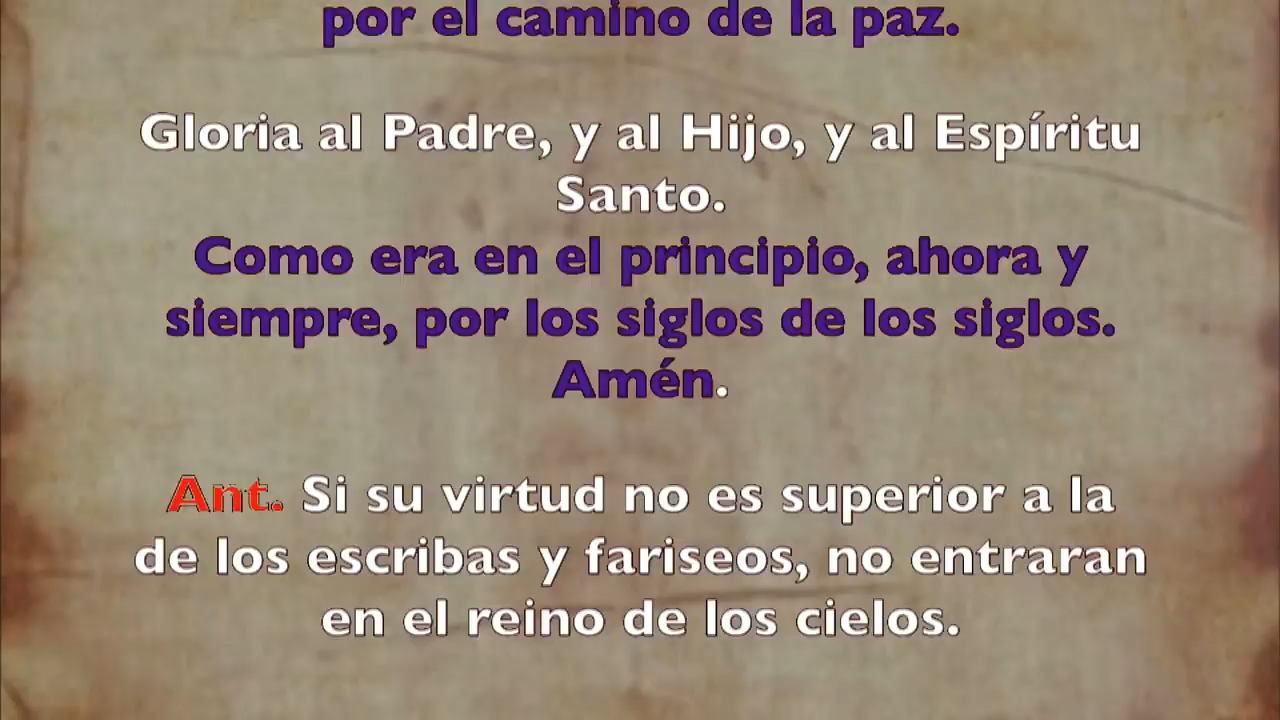 por el camino de la paz.
Gloria al Padre, y al Hijo, y al Espíritu
Santo.
Como era en el principio, ahora y
siempre, por los siglos de los siglos.
Amén.
Ant. Si su virtud no es superior a la
de los escribas y fariseos, no entraran
en el reino de los cielos.